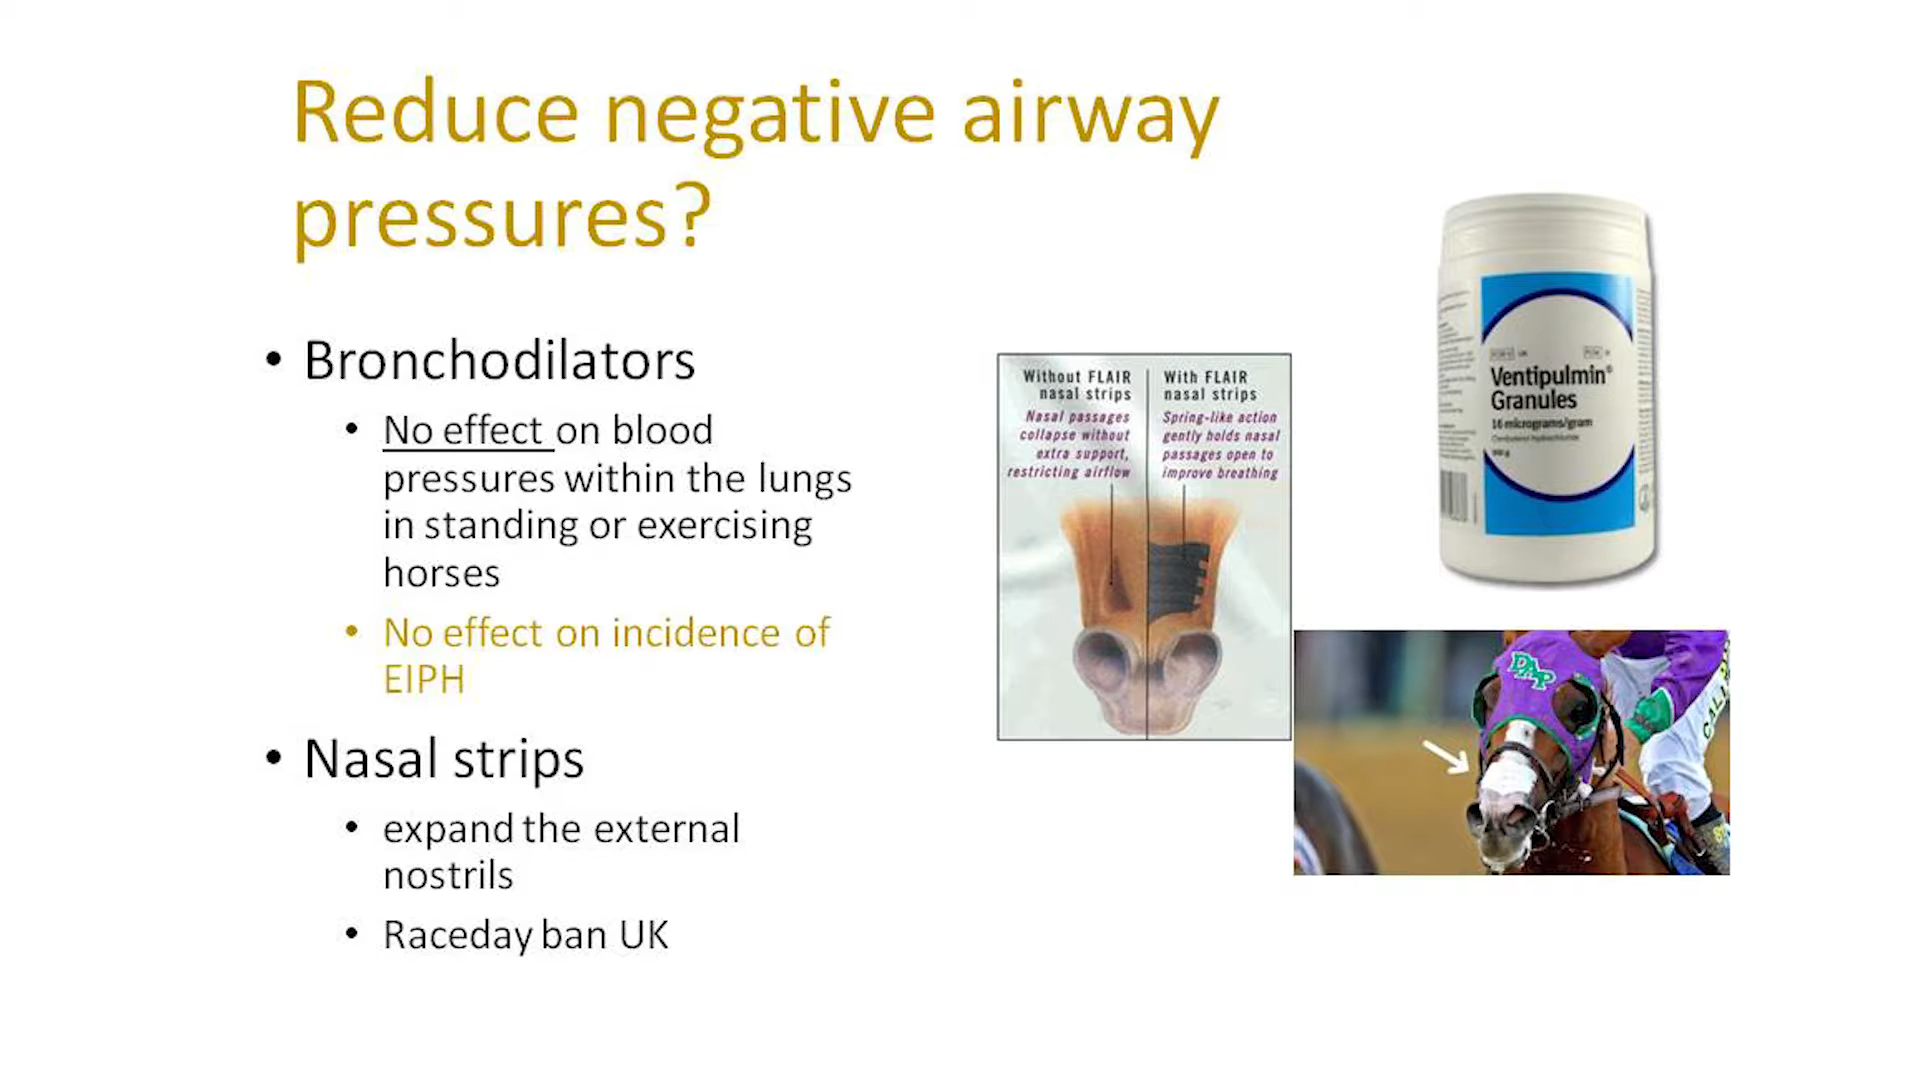 Reduce negative airway
pressures?
• Bronchodilators
• No effect on blood
pressures within the lungs
in standing or exercising
horses
• No effect on incidence of
EIPH
• Nasal strips
• expand the external
nostrils
• Raceday ban UK
Without FLAIR
nasal strips
Nasal passages
collapse without
extra support,
restricting airflow
With FLAIR
nasal strips
Spring-like action
gently holds nasal
passages open to
improve breathing
Ventipulmin®
Granules
16 micrograms/gram
DAP